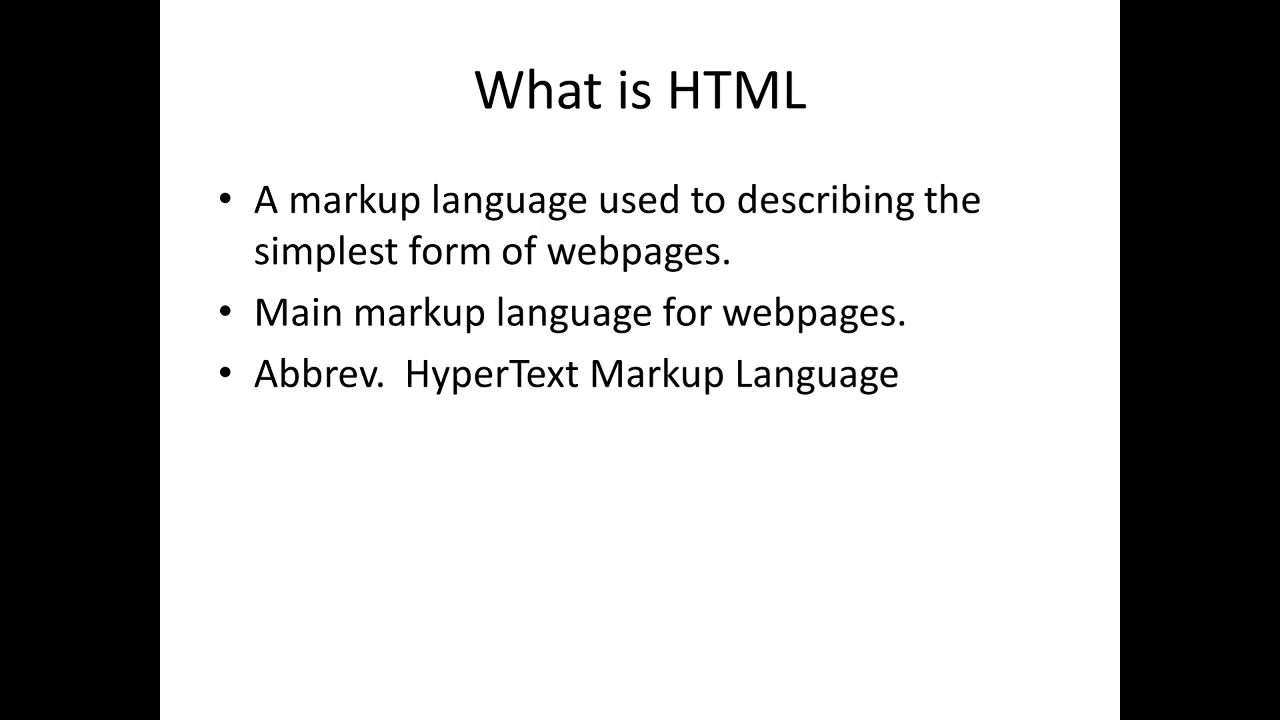 What is HTML
• A markup language used to describing the
simplest form of webpages.
• Main markup language for webpages.
• Abbrev.  HyperText Markup Language